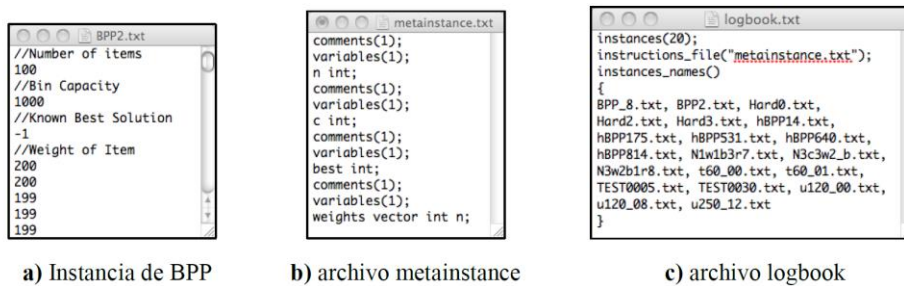 BPP2.txt
//Number of items
100
//Bin Capacity
1000
//Known Best Solution
-1
//Weight of Item
200
200
199
199
199
metainstance.txt
comments(1);
variables(1);
n int;
comments(1);
variables(1);
c int;
comments(1);
variables(1);
best int;
comments(1);
variables(1);
weights vector int n;
logbook.txt
instances(20);
instructions_file("metainstance.txt");
instances_names()
{
BPP_8.txt, BPP2.txt, Hard0.txt,
Hard2.txt, Hard3.txt, hBPP14.txt,
hBPP175.txt, hBPP531.txt, hBPP640.txt,
hBPP814.txt, N1w1b3r7.txt, N3c3w2_b.txt,
N3w2b1r8.txt, t60_00.txt, t60_01.txt,
TEST0005.txt, TEST0030.txt, u120_00.txt,
u120_08.txt, u250_12.txt
}
a) Instancia de BPP
b) archivo metainstance
c) archivo logbook